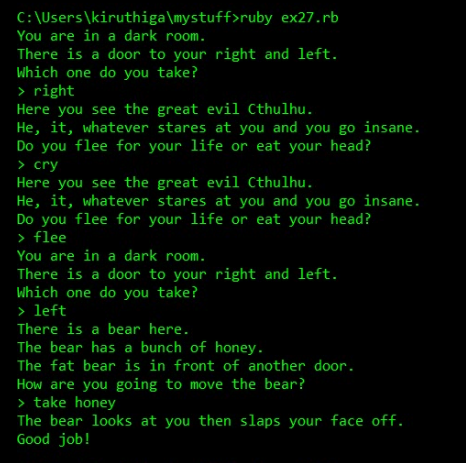 C:\Users\kiruthiga\mystuff>ruby ex27.rb
You are in a dark room.
There is a door to your right and left.
Which one do you take?
> right
Here you see the great evil Cthulhu.
He, it, whatever stares at you and you go insane.
Do you flee for your life or eat your head?
> cry
Here you see the great evil Cthulhu.
He, it, whatever stares at you and you go insane.
Do you flee for your life or eat your head?
> flee
You are in a dark room.
There is a door to your right and left.
Which one do you take?
> left
There is a bear here.
The bear has a bunch of honey.
The fat bear is in front of another door.
How are you going to move the bear?
> take honey
The bear looks at you then slaps your face off.
Good job!